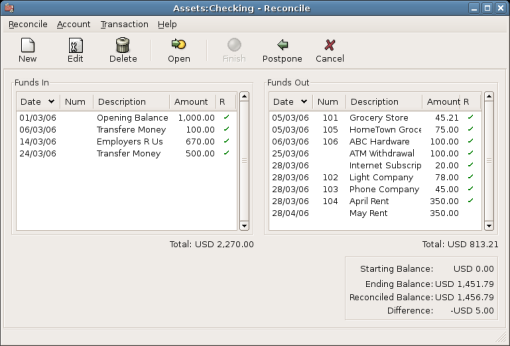 Assets:Checking - Reconcile
Reconcile Account Transaction Help
New Edit Delete Open Finish Postpone Cancel
Funds In
Date Num Description Amount R
01/03/06 Opening Balance 1,000.00 ✓
06/03/06 Transfere Money 100.00 ✓
14/03/06 Employers R Us 670.00 ✓
24/03/06 Transfer Money 500.00 ✓
Total: USD 2,270.00
Funds Out
Date Num Description Amount R
05/03/06 101 Grocery Store 45.21 ✓
05/03/06 105 HomeTown Groce 75.00 ✓
06/03/06 106 ABC Hardware 100.00 ✓
25/03/06 ATM Withdrawal 100.00 ✓
28/03/06 Internet Subscrip 20.00 ✓
28/03/06 102 Light Company 78.00 ✓
28/03/06 103 Phone Company 45.00 ✓
28/03/06 104 April Rent 350.00 ✓
28/04/06 May Rent 350.00
Total: USD 813.21
Starting Balance: USD 0.00
Ending Balance: USD 1,451.79
Reconciled Balance: USD 1,456.79
Difference: -USD 5.00